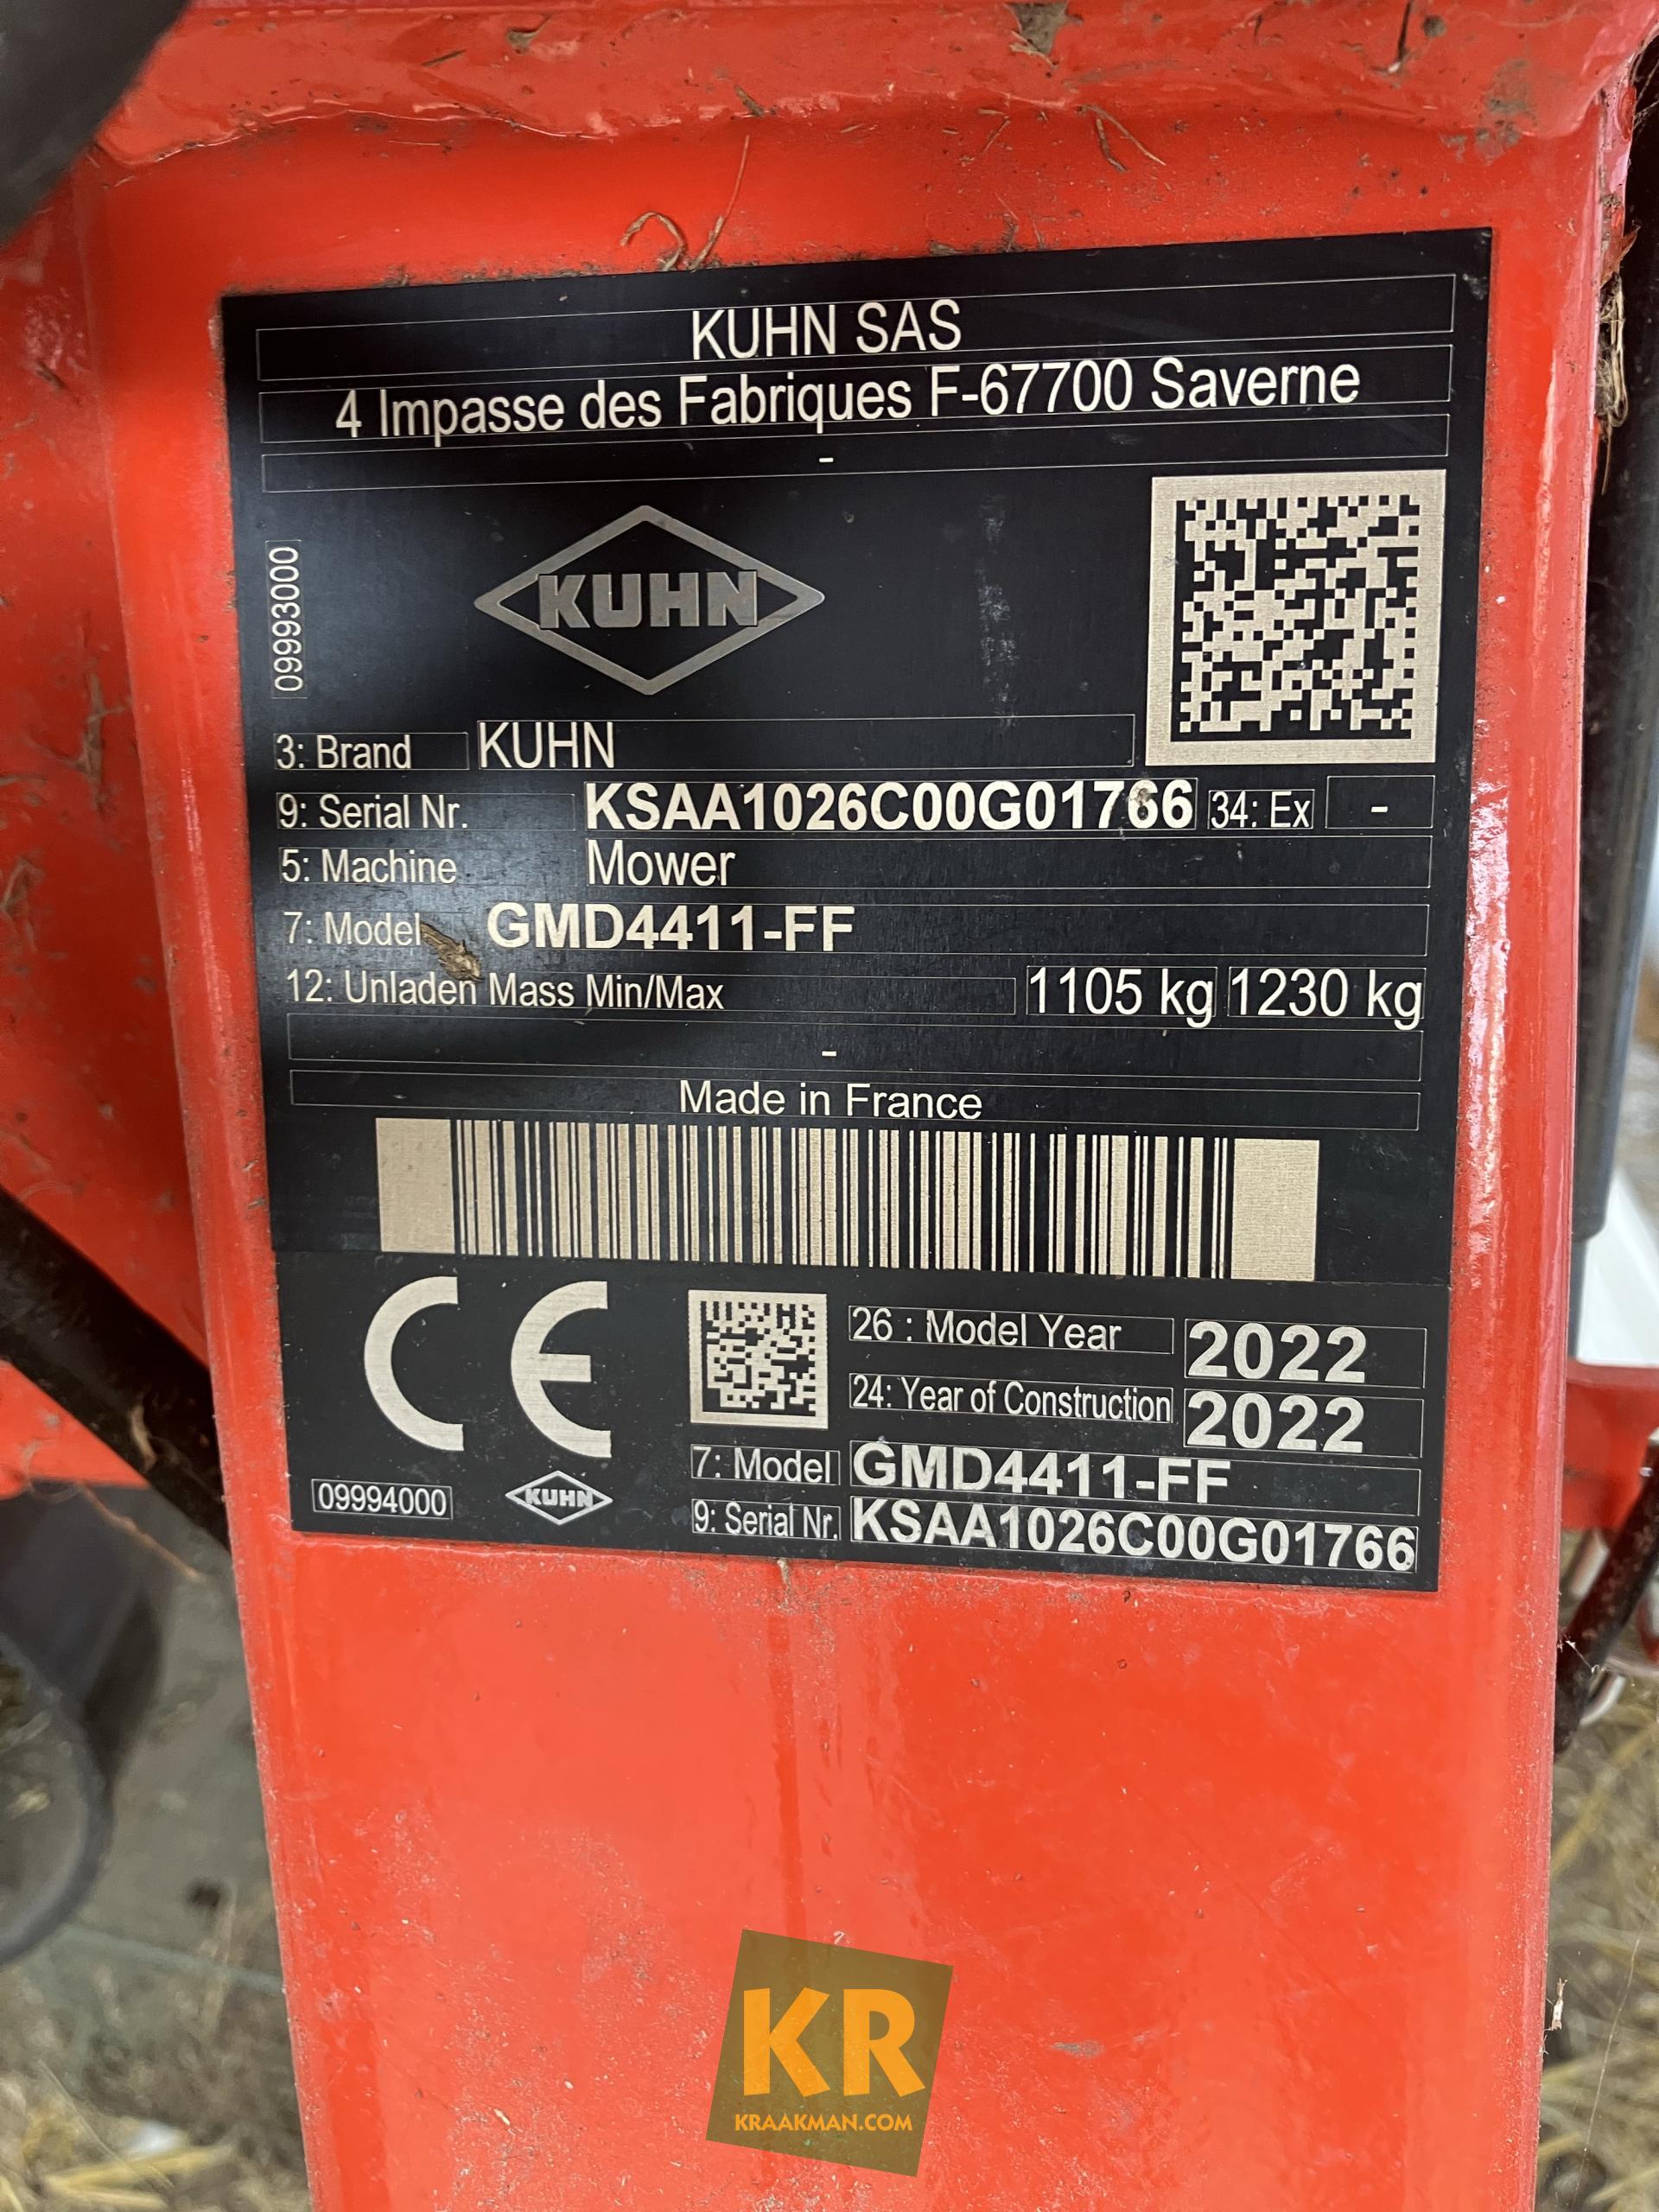 KUHN SAS
4 Impasse des Fabriques F-67700 Saverne
-
09993000
KUHN
3: Brand KUHN
9: Serial Nr. KSAA1026C00G01766 34: Ex -
5: Machine Mower
7: Model GMD4411-FF
12: Unladen Mass Min/Max 1105 kg 1230 kg
-
Made in France
CE
26 : Model Year 2022
24: Year of Construction 2022
7: Model GMD4411-FF
09994000 KUHN 9: Serial Nr. KSAA1026C00G01766
KR
KRAAKMAN.COM